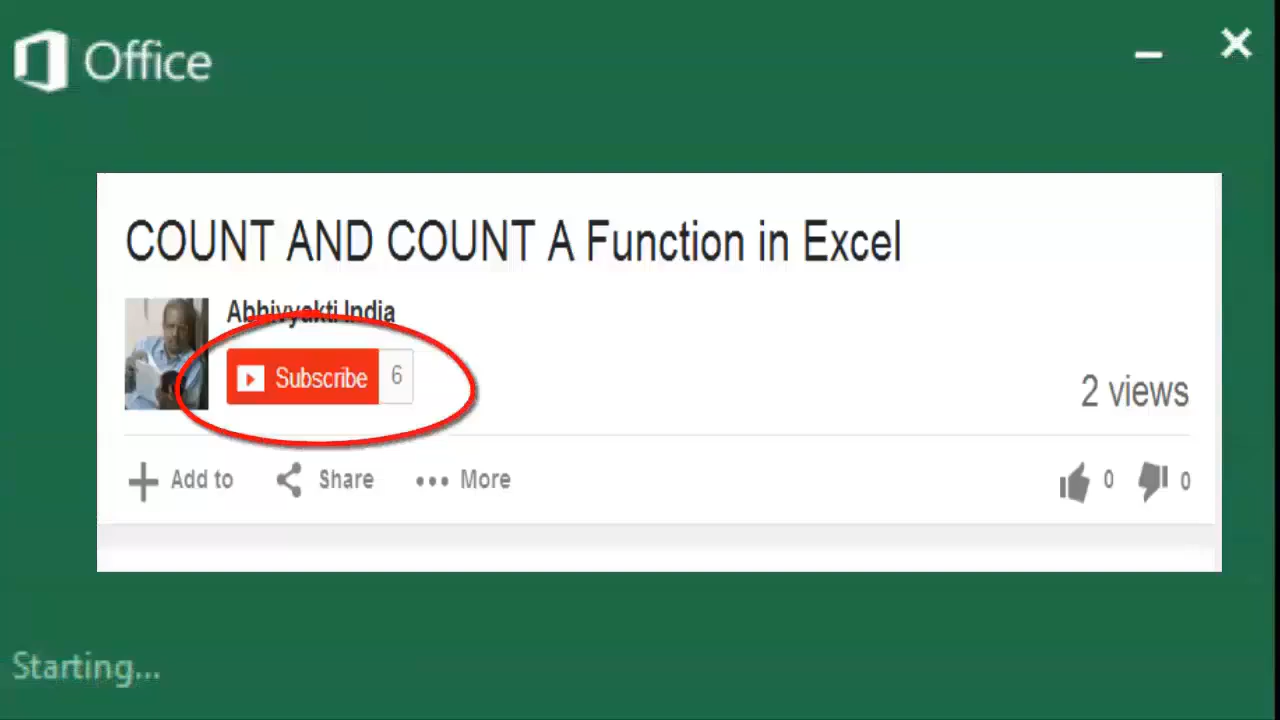 Office
COUNT AND COUNT A Function in Excel
Abhivyakti India
Subscribe 6
2 views
Add to Share More 0 0
Starting...